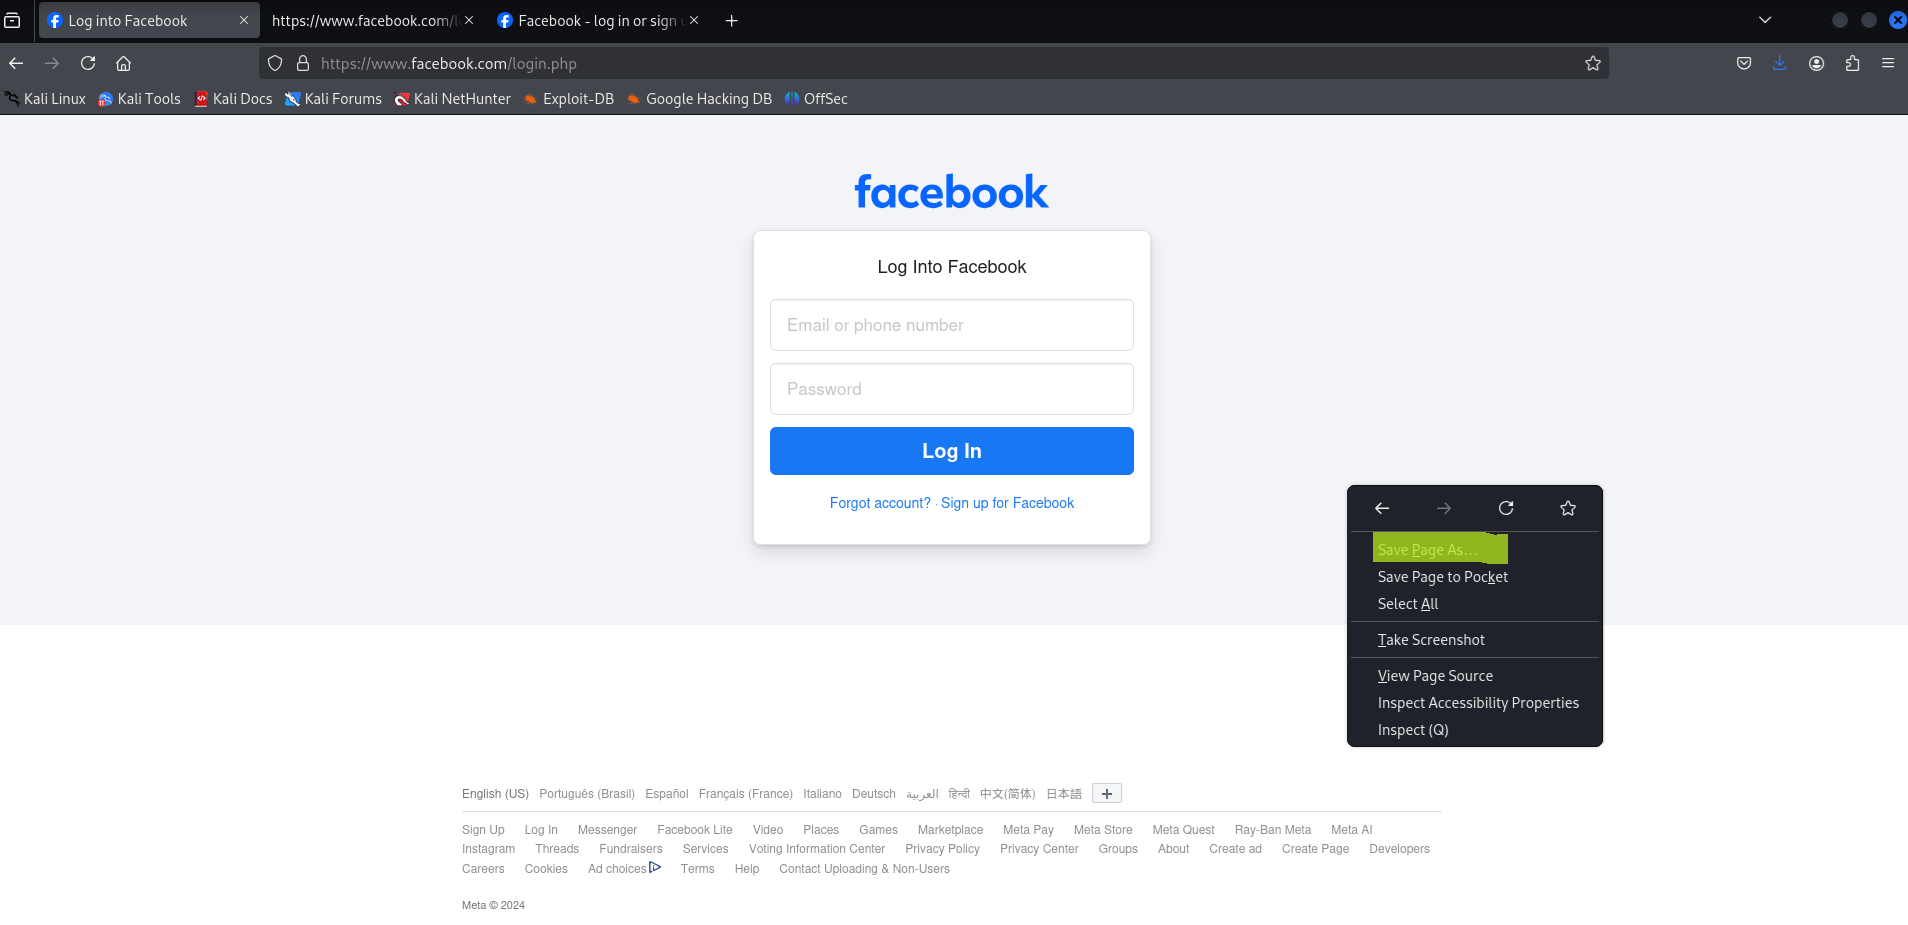 Log into Facebook https://www.facebook.com/l Facebook - log in or sign
https://www.facebook.com/login.php
Kali Linux Kali Tools Kali Docs Kali Forums Kali NetHunter Exploit-DB Google Hacking DB OffSec
facebook
Log Into Facebook
Email or phone number
Password
Log In
Forgot account? · Sign up for Facebook
Save Page As...
Save Page to Pocket
Select All
Take Screenshot
View Page Source
Inspect Accessibility Properties
Inspect (Q)
English (US) Português (Brasil) Español Français (France) Italiano Deutsch العربية हिन्दी 中文(简体) 日本語 +
Sign Up Log In Messenger Facebook Lite Video Places Games Marketplace Meta Pay Meta Store Meta Quest Ray-Ban Meta Meta AI
Instagram Threads Fundraisers Services Voting Information Center Privacy Policy Privacy Center Groups About Create ad Create Page Developers
Careers Cookies Ad choices Terms Help Contact Uploading & Non-Users
Meta © 2024